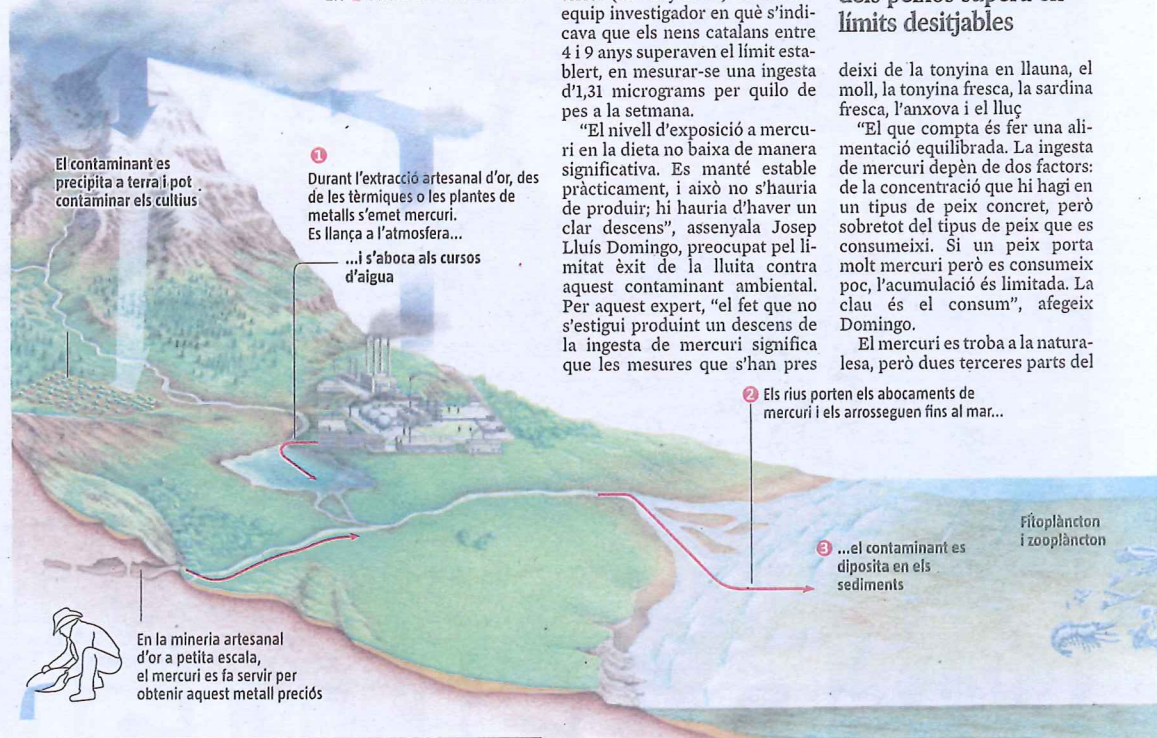 equip investigador en què s'indi-
cava que els nens catalans entre
4 i 9 anys superaven el límit esta-
blert, en mesurar-se una ingesta
d'1,31 micrograms per quilo de
pes a la setmana.
"El nivell d'exposició a mercu-
ri en la dieta no baixa de manera
significativa. Es manté estable
pràcticament, i això no s'hauria
de produir; hi hauria d'haver un
clar descens", assenyala Josep
Lluís Domingo, preocupat pel li-
mitat èxit de la lluita contra
aquest contaminant ambiental.
Per aquest expert, "el fet que no
s'estigui produint un descens de
la ingesta de mercuri significa
que les mesures que s'han pres
límits desitjables
deixi de la tonyina en llauna, el
moll, la tonyina fresca, la sardina
fresca, l'anxova i el lluç
"El que compta és fer una ali-
mentació equilibrada. La ingesta
de mercuri depèn de dos factors:
de la concentració que hi hagi en
un tipus de peix concret, però
sobretot del tipus de peix que es
consumeixi. Si un peix porta
molt mercuri però es consumeix
poc, l'acumulació és limitada. La
clau és el consum", afegeix
Domingo.
El mercuri es troba a la natura-
lesa, però dues terceres parts del
El contaminant es
precipita a terra i pot
contaminar els cultius
1
Durant l'extracció artesanal d'or, des
de les tèrmiques o les plantes de
metalls s'emet mercuri.
Es llança a l'atmosfera...
...i s'aboca als cursos
d'aigua
2 Els rius porten els abocaments de
mercuri i els arrosseguen fins al mar...
3 ...el contaminant es
diposita en els
sediments
Fitoplàncton
i zooplàncton
En la mineria artesanal
d'or a petita escala,
el mercuri es fa servir per
obtenir aquest metall preciós